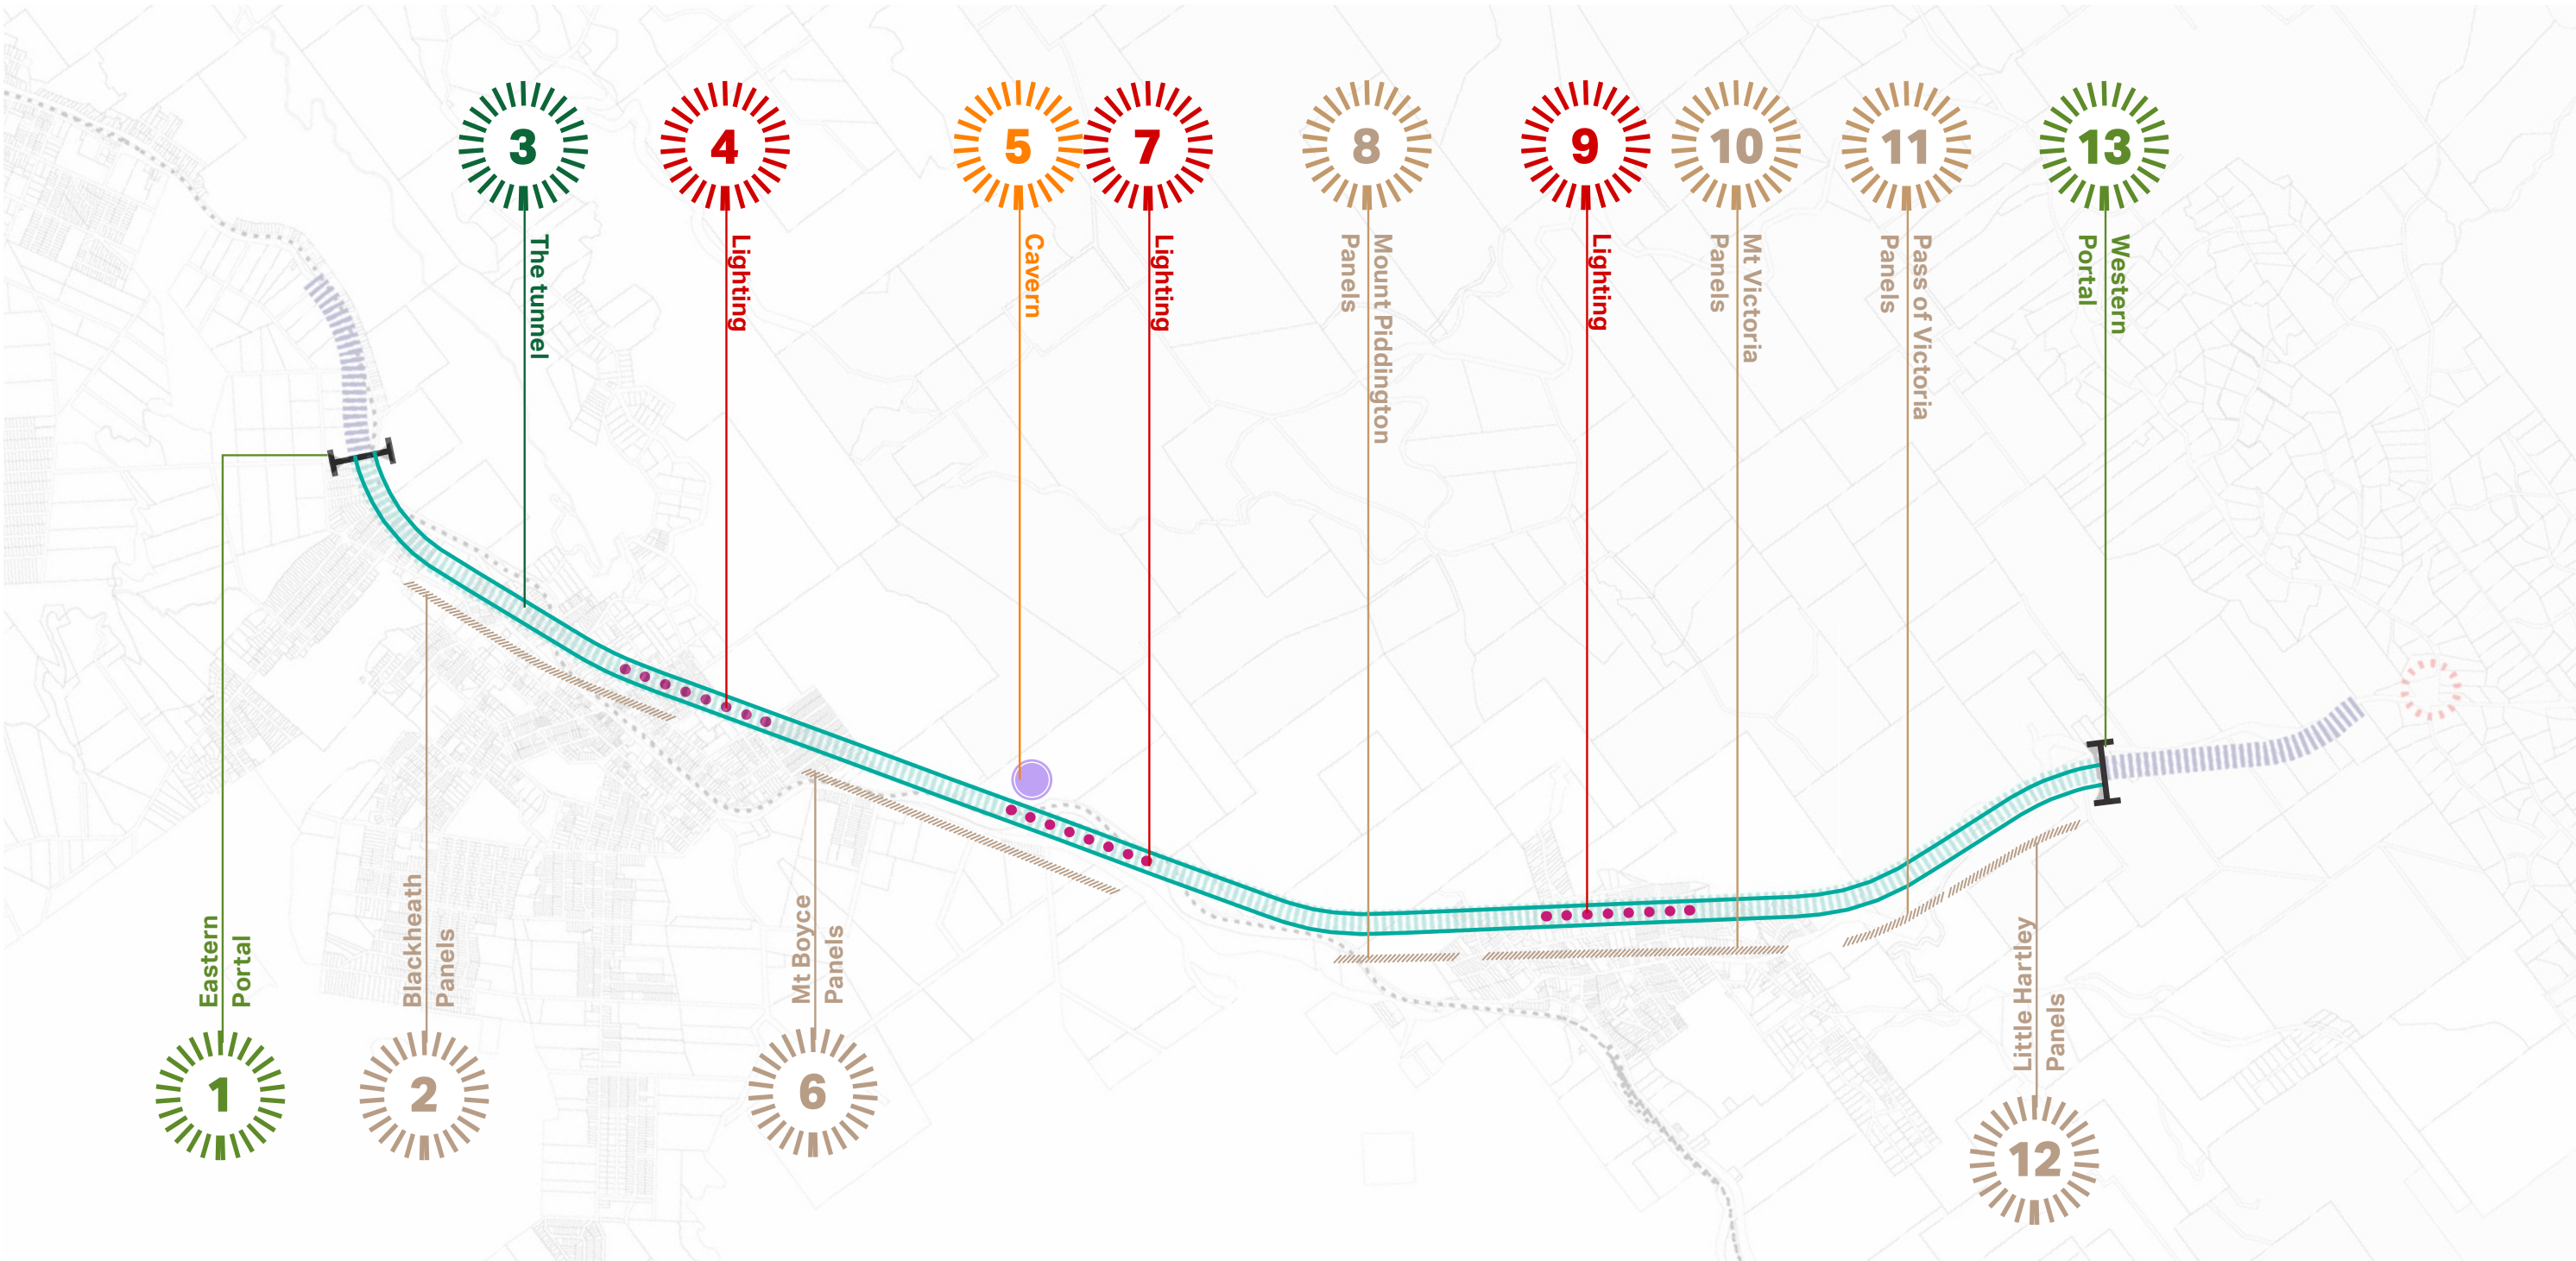 3
The tunnel
4
Lighting
5
Cavern
7
Lighting
8
Mount Piddington
Panels
9
Lighting
10
Mt Victoria
Panels
11
Pass of Victoria
Panels
13
Western
Portal
Eastern
Portal
1
Blackheath
Panels
2
Mt Boyce
Panels
6
Little Hartley
Panels
12